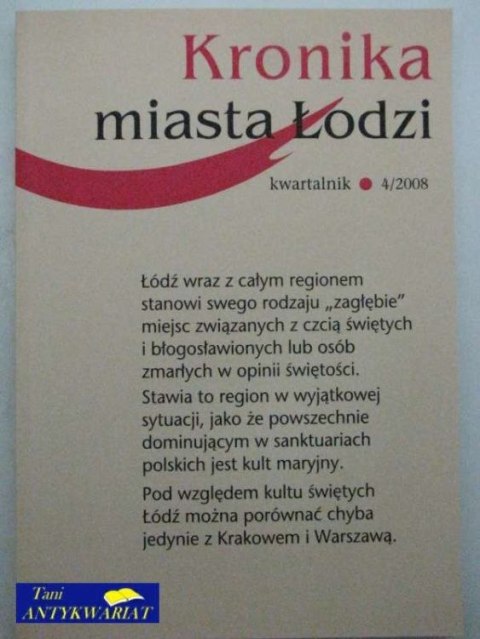 Kronika
miasta Łodzi
kwartalnik ● 4/2008
Łódź wraz z całym regionem
stanowi swego rodzaju „zagłębie”
miejsc związanych z czcią świętych
i błogosławionych lub osób
zmarłych w opinii świętości.
Stawia to region w wyjątkowej
sytuacji, jako że powszechnie
dominującym w sanktuariach
polskich jest kult maryjny.
Pod względem kultu świętych
Łódź można porównać chyba
jedynie z Krakowem i Warszawą.
Tani
ANTYKWARIAT